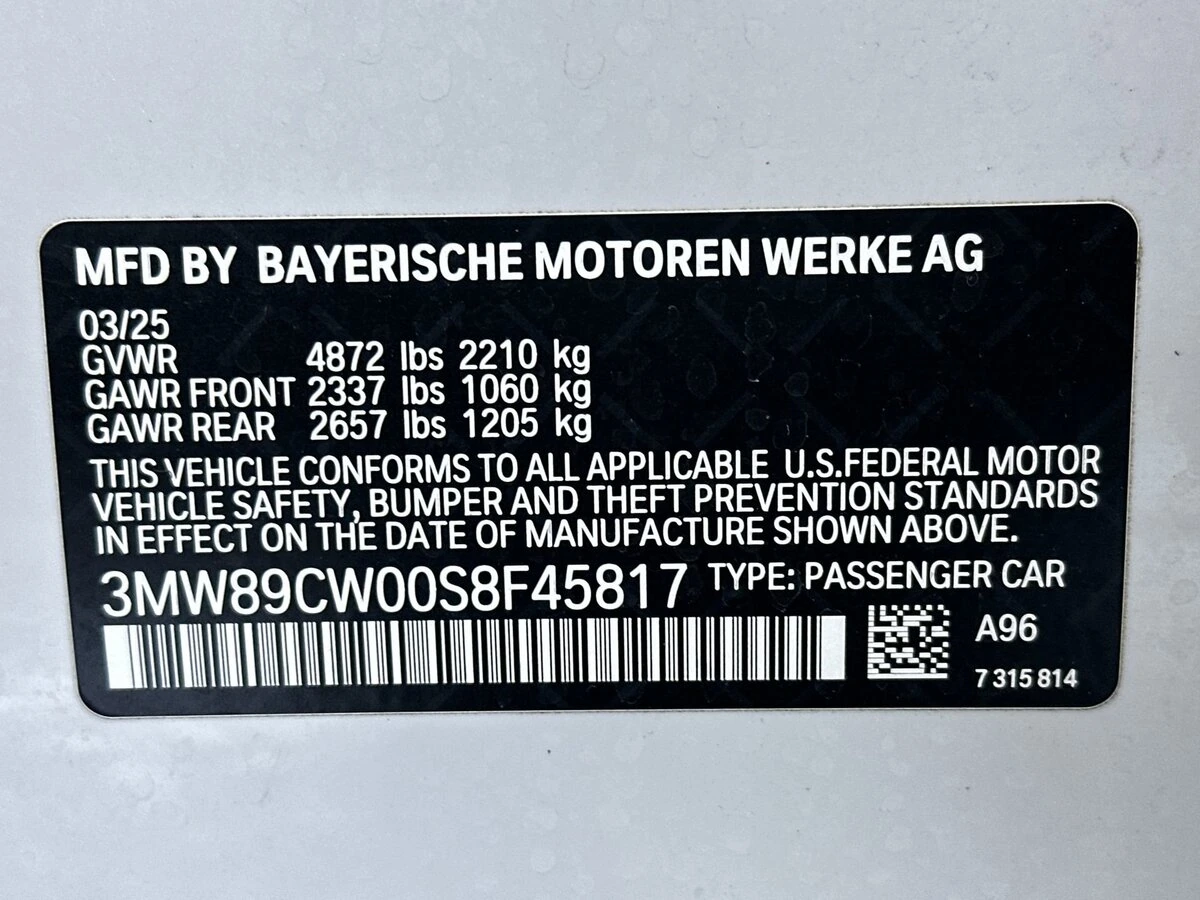 MFD BY BAYERISCHE MOTOREN WERKE AG
03/25
GVWR 4872 lbs 2210 kg
GAWR FRONT 2337 lbs 1060 kg
GAWR REAR 2657 lbs 1205 kg
THIS VEHICLE CONFORMS TO ALL APPLICABLE U.S.FEDERAL MOTOR
VEHICLE SAFETY, BUMPER AND THEFT PREVENTION STANDARDS
IN EFFECT ON THE DATE OF MANUFACTURE SHOWN ABOVE.
3MW89CW00S8F45817 TYPE: PASSENGER CAR
A96
7 315 814